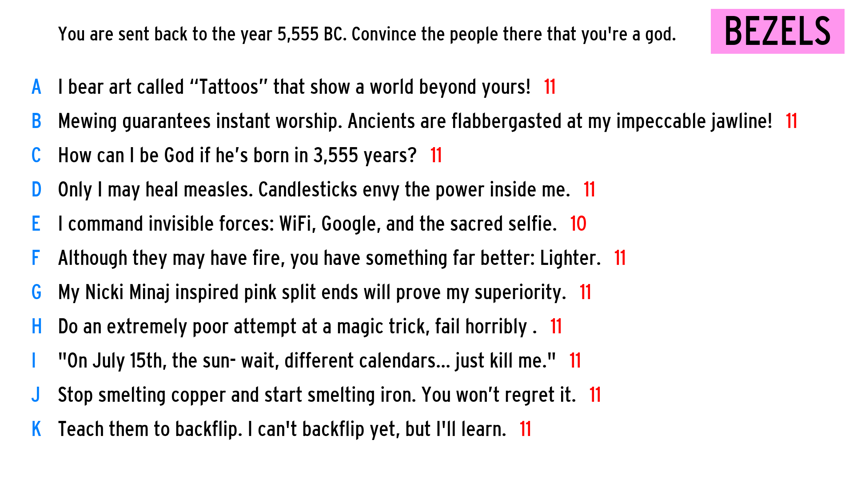 You are sent back to the year 5,555 BC. Convince the people there that you're a god.
BEZELS
A I bear art called “Tattoos” that show a world beyond yours! 11
B Mewing guarantees instant worship. Ancients are flabbergasted at my impeccable jawline! 11
C How can I be God if he’s born in 3,555 years? 11
D Only I may heal measles. Candlesticks envy the power inside me. 11
E I command invisible forces: WiFi, Google, and the sacred selfie. 10
F Although they may have fire, you have something far better: Lighter. 11
G My Nicki Minaj inspired pink split ends will prove my superiority. 11
H Do an extremely poor attempt at a magic trick, fail horribly . 11
I "On July 15th, the sun- wait, different calendars... just kill me." 11
J Stop smelting copper and start smelting iron. You won’t regret it. 11
K Teach them to backflip. I can't backflip yet, but I'll learn. 11